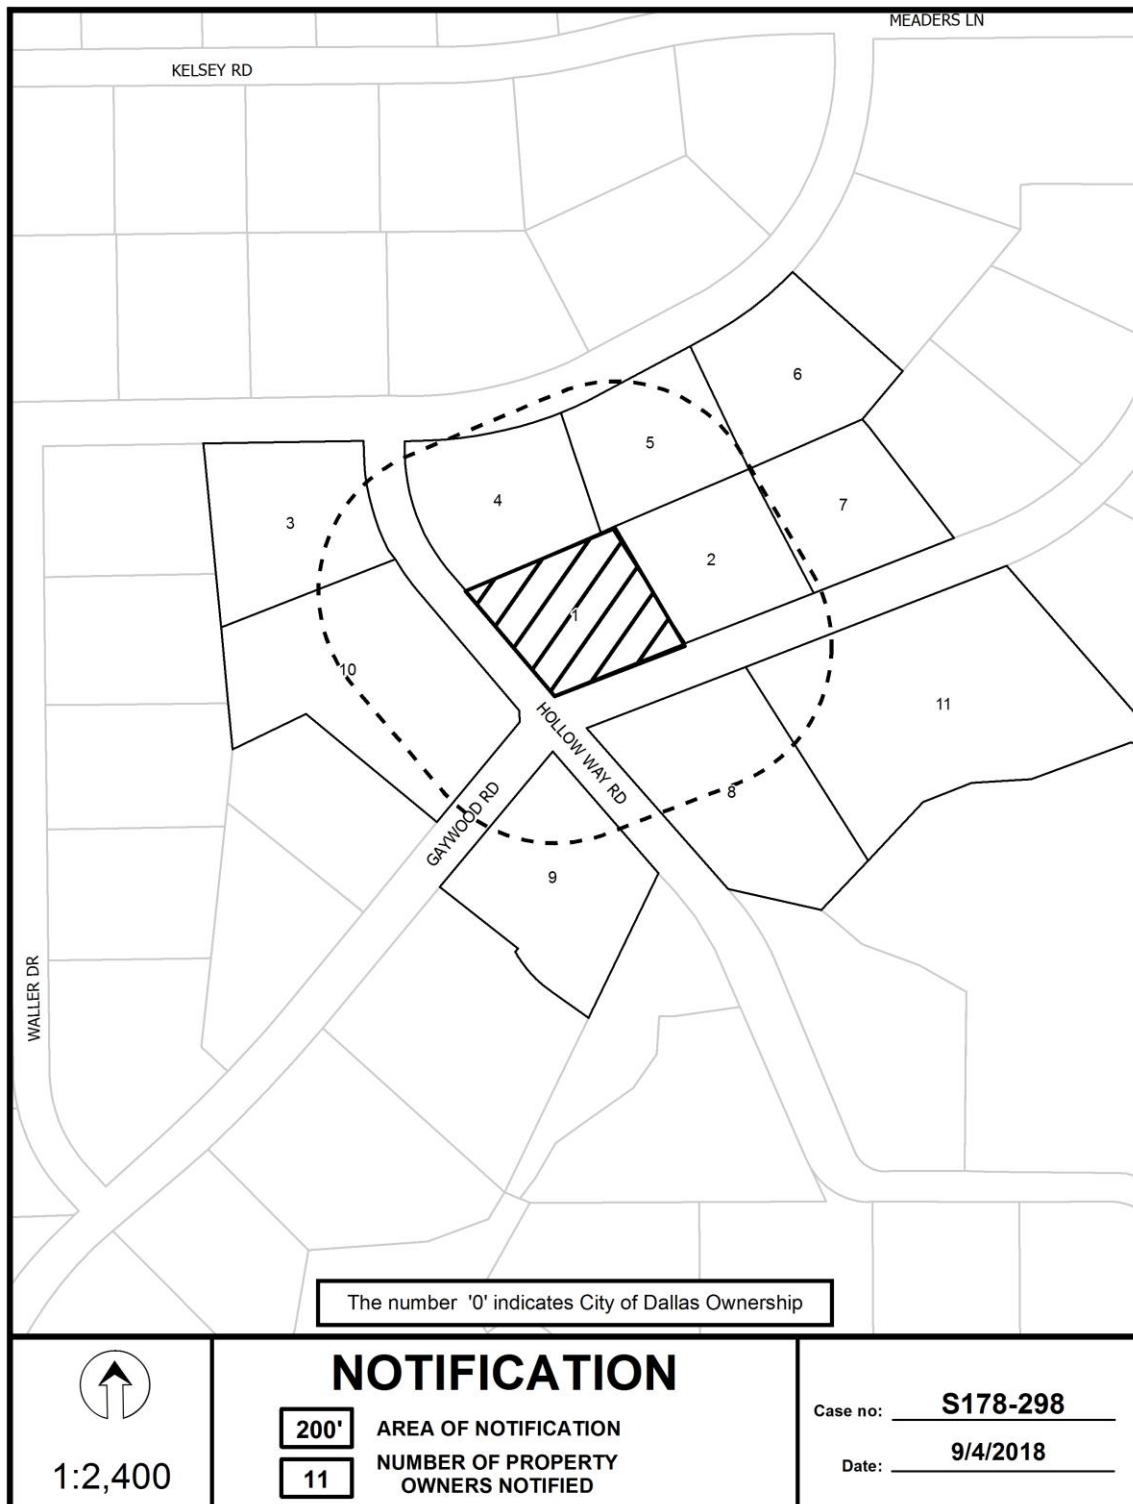 MEADERS LN
KELSEY RD
6
5
4
7
3
2
1
10
11
HOLLOW WAY RD
8
GAYWOOD RD
9
WALLER DR
The number '0' indicates City of Dallas Ownership
1:2,400
NOTIFICATION
200' AREA OF NOTIFICATION
11 NUMBER OF PROPERTY
OWNERS NOTIFIED
Case no: S178-298
Date: 9/4/2018